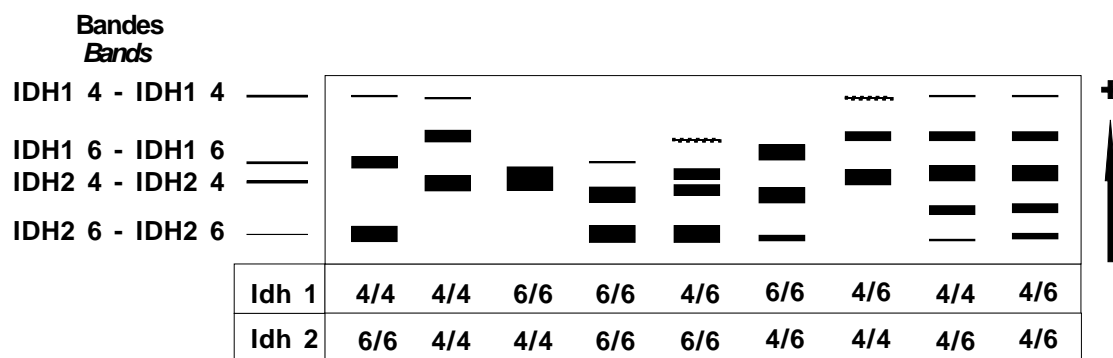 Bandes
Bands
IDH1 4 - IDH1 4
IDH1 6 - IDH1 6
IDH2 4 - IDH2 4
IDH2 6 - IDH2 6
+
Idh 1 4/4 4/4 6/6 6/6 4/6 6/6 4/6 4/4 4/6
Idh 2 6/6 4/4 4/4 6/6 6/6 4/6 4/4 4/6 4/6